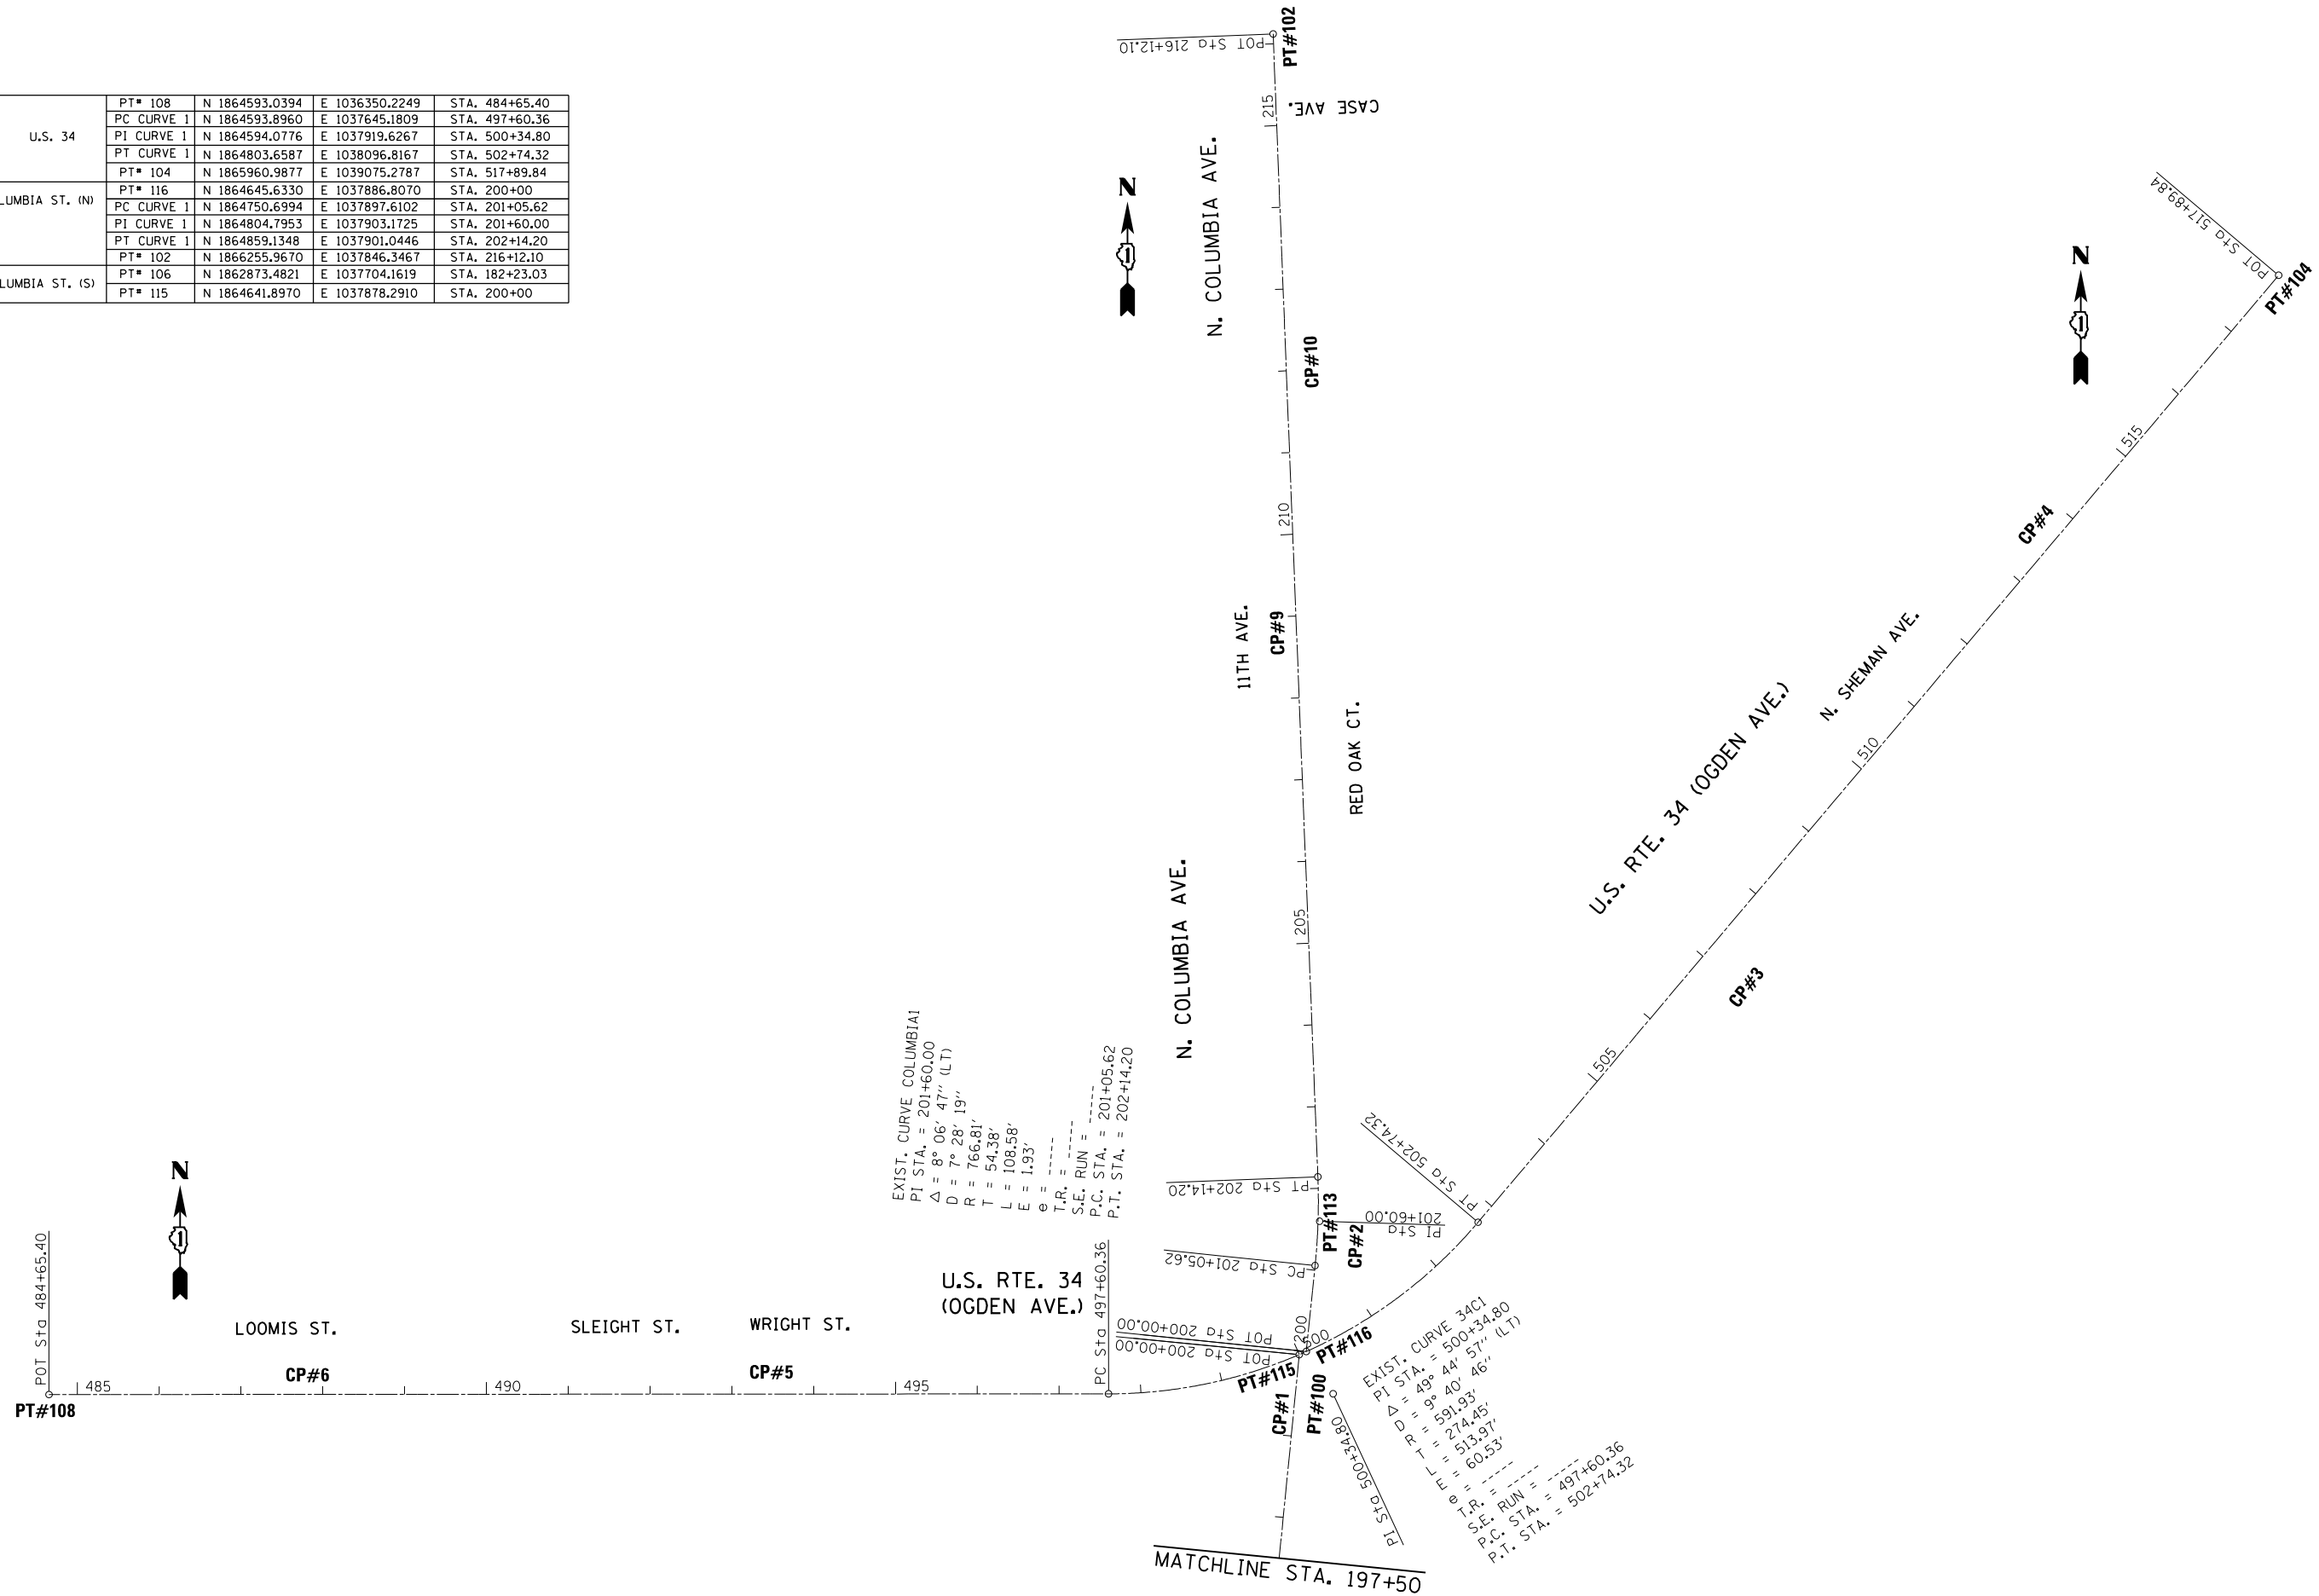 U.S. 34
PT# 108 N 1864593.0394 E 1036350.2249 STA. 484+65.40
PC CURVE 1 N 1864593.8960 E 1037645.1809 STA. 497+60.36
PI CURVE 1 N 1864594.0776 E 1037919.6267 STA. 500+34.80
PT CURVE 1 N 1864803.6587 E 1038096.8167 STA. 502+74.32
PT# 104 N 1865960.9877 E 1039075.2787 STA. 517+89.84
LUMBIA ST. (N)
PT# 116 N 1864645.6330 E 1037886.8070 STA. 200+00
PC CURVE 1 N 1864750.6994 E 1037897.6102 STA. 201+05.62
PI CURVE 1 N 1864804.7953 E 1037903.1725 STA. 201+60.00
PT CURVE 1 N 1864859.1348 E 1037901.0446 STA. 202+14.20
PT# 102 N 1866255.9670 E 1037846.3467 STA. 216+12.10
LUMBIA ST. (S)
PT# 106 N 1862873.4821 E 1037704.1619 STA. 182+23.03
PT# 115 N 1864641.8970 E 1037878.2910 STA. 200+00
POT Sta 216+12.10
PT#102
215
CASE AVE.
N. COLUMBIA AVE.
N
1
CP#10
210
11TH AVE.
CP#9
RED OAK CT.
205
N. COLUMBIA AVE.
POT Sta 517+89.84
PT#104
N
1
515
CP#4
N. SHEMAN AVE.
510
U.S. RTE. 34 (OGDEN AVE.)
CP#3
505
EXIST. CURVE COLUMBIA1
PI STA. = 201+60.00
Δ = 8° 06' 47" (LT)
D = 7° 28' 19"
R = 766.81'
T = 54.38'
L = 108.58'
E = 1.93'
e = -----
T.R. = -----
S.E. RUN = -----
P.C. STA. = 201+05.62
P.T. STA. = 202+14.20
PT Sta 502+74.32
PT Sta 202+14.20
PT#113
CP#2
PI Sta
201+60.00
PC Sta 201+05.62
N
1
POT Sta 484+65.40
485
PT#108
LOOMIS ST.
CP#6
490
SLEIGHT ST.
WRIGHT ST.
CP#5
495
U.S. RTE. 34
(OGDEN AVE.)
PC Sta 497+60.36
POT Sta 200+00.00
POT Sta 200+00.00
200
500
PT#116
PT#115
CP#1
PT#100
PI Sta 500+34.80
EXIST. CURVE 34C1
PI STA. = 500+34.80
Δ = 49° 44' 57" (LT)
D = 9° 40' 46"
R = 591.93'
T = 274.45'
L = 513.97'
E = 60.53'
e = -----
T.R. = -----
S.E. RUN = -----
P.C. STA. = 497+60.36
P.T. STA. = 502+74.32
MATCHLINE STA. 197+50